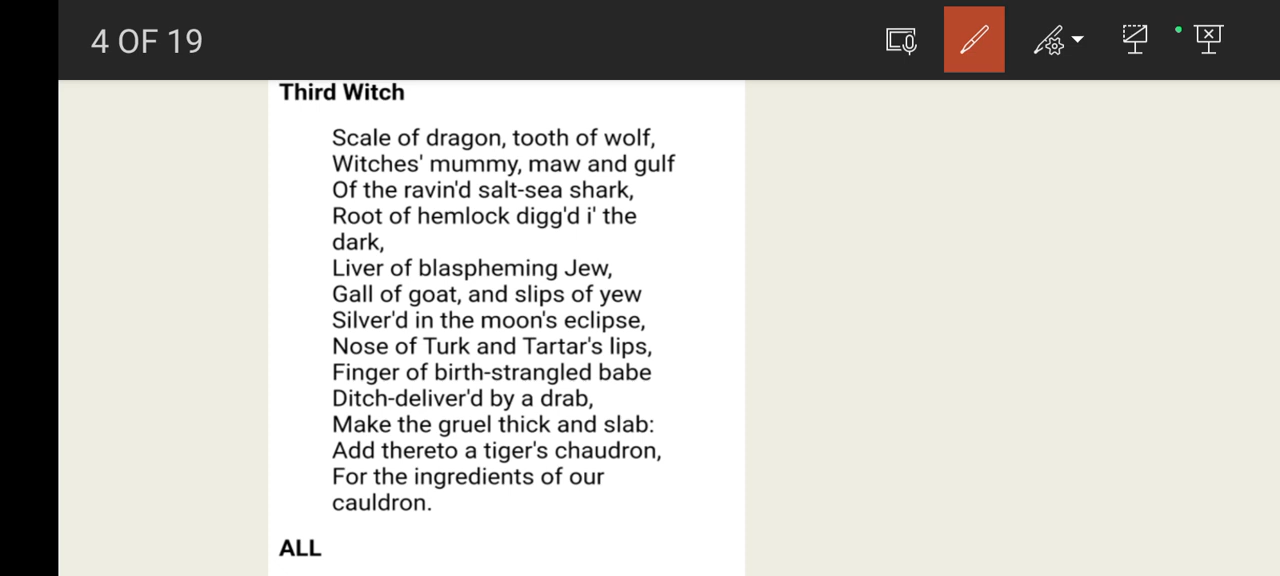 4 OF 19
Third Witch
Scale of dragon, tooth of wolf,
Witches' mummy, maw and gulf
Of the ravin'd salt-sea shark,
Root of hemlock digg'd i' the
dark,
Liver of blaspheming Jew,
Gall of goat, and slips of yew
Silver'd in the moon's eclipse,
Nose of Turk and Tartar's lips,
Finger of birth-strangled babe
Ditch-deliver'd by a drab,
Make the gruel thick and slab:
Add thereto a tiger's chaudron,
For the ingredients of our
cauldron.
ALL